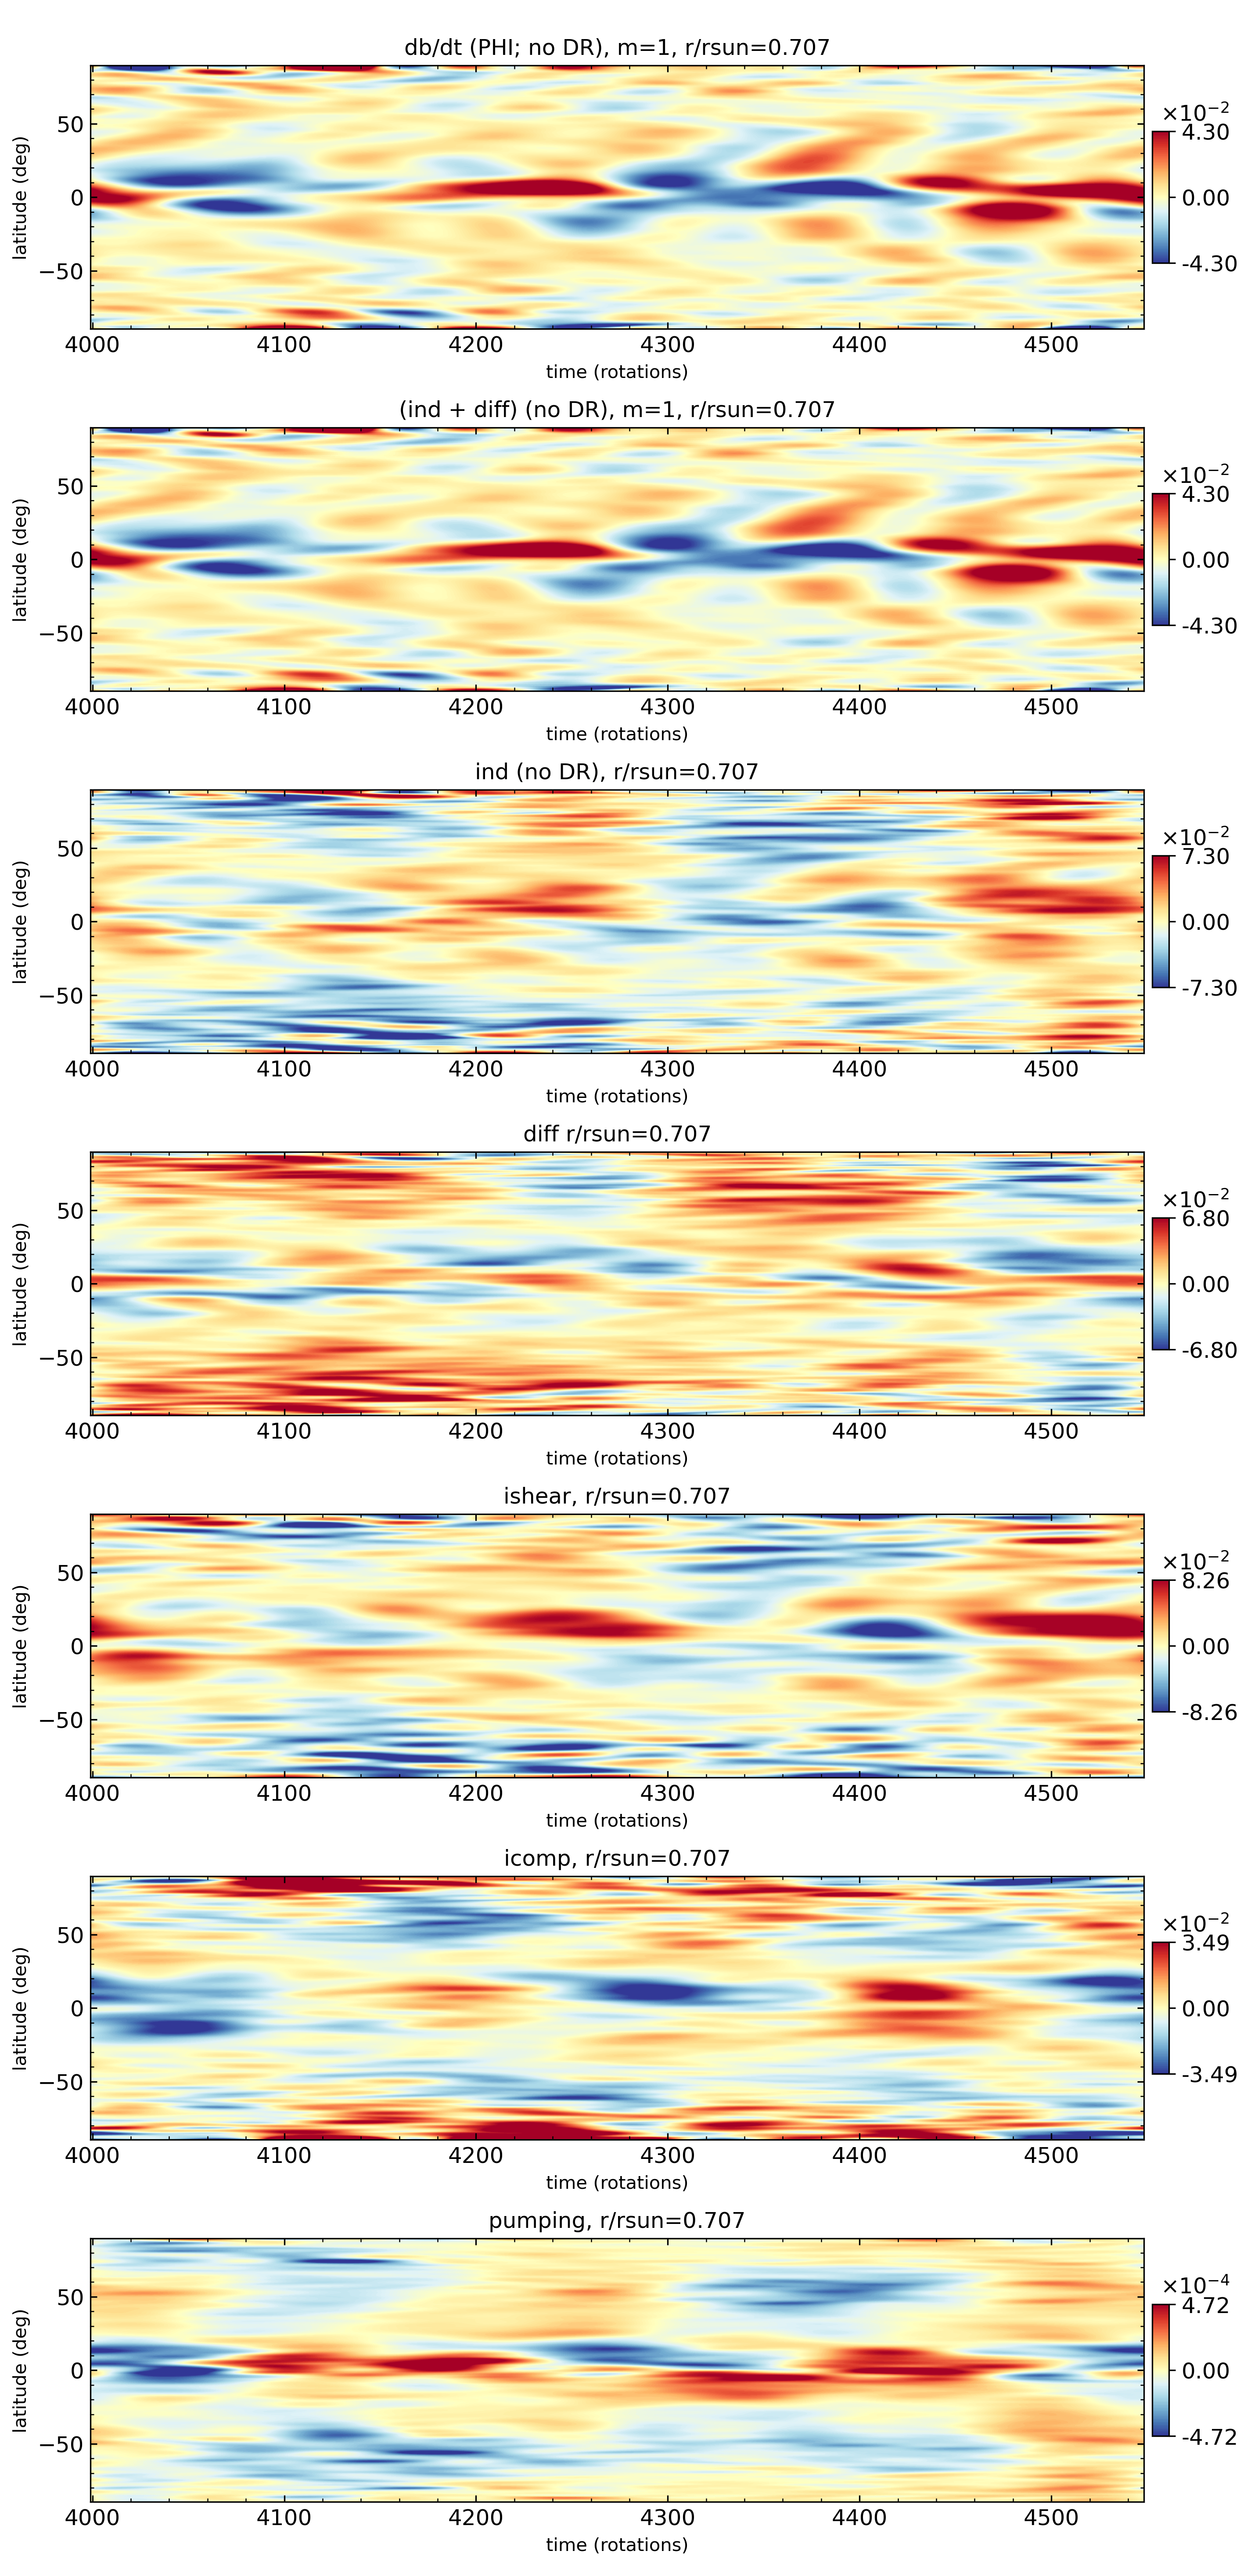 db/dt (PHI; no DR), m=1, r/rsun=0.707
×10−2
4.30
0.00
-4.30
50
0
−50
latitude (deg)
4000 4100 4200 4300 4400 4500
time (rotations)
(ind + diff) (no DR), m=1, r/rsun=0.707
×10−2
4.30
0.00
-4.30
50
0
−50
latitude (deg)
4000 4100 4200 4300 4400 4500
time (rotations)
ind (no DR), r/rsun=0.707
×10−2
7.30
0.00
-7.30
50
0
−50
latitude (deg)
4000 4100 4200 4300 4400 4500
time (rotations)
diff r/rsun=0.707
×10−2
6.80
0.00
-6.80
50
0
−50
latitude (deg)
4000 4100 4200 4300 4400 4500
time (rotations)
ishear, r/rsun=0.707
×10−2
8.26
0.00
-8.26
50
0
−50
latitude (deg)
4000 4100 4200 4300 4400 4500
time (rotations)
icomp, r/rsun=0.707
×10−2
3.49
0.00
-3.49
50
0
−50
latitude (deg)
4000 4100 4200 4300 4400 4500
time (rotations)
pumping, r/rsun=0.707
×10−4
4.72
0.00
-4.72
50
0
−50
latitude (deg)
4000 4100 4200 4300 4400 4500
time (rotations)